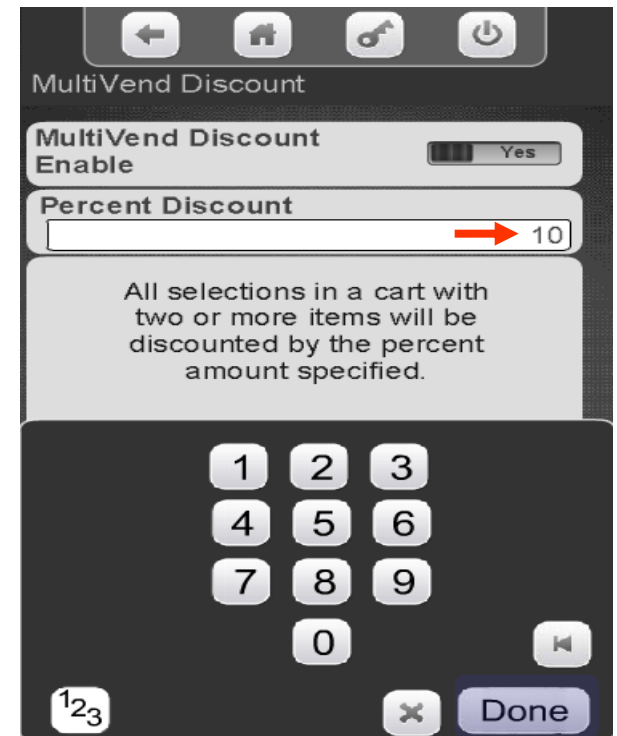 MultiVend Discount
MultiVend Discount
Enable
Yes
Percent Discount
10
All selections in a cart with
two or more items will be
discounted by the percent
amount specified.
1 2 3
4 5 6
7 8 9
0
123
Done